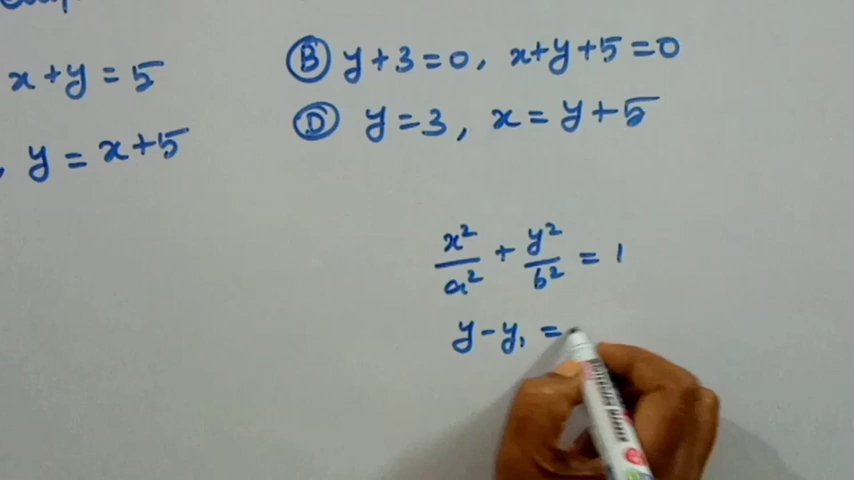 x+y=5 (B) y+3=0, x+y+5=0
, y=x+5 (D) y=3, x=y+5
x²/a² + y²/b² = 1
y-y₁ =